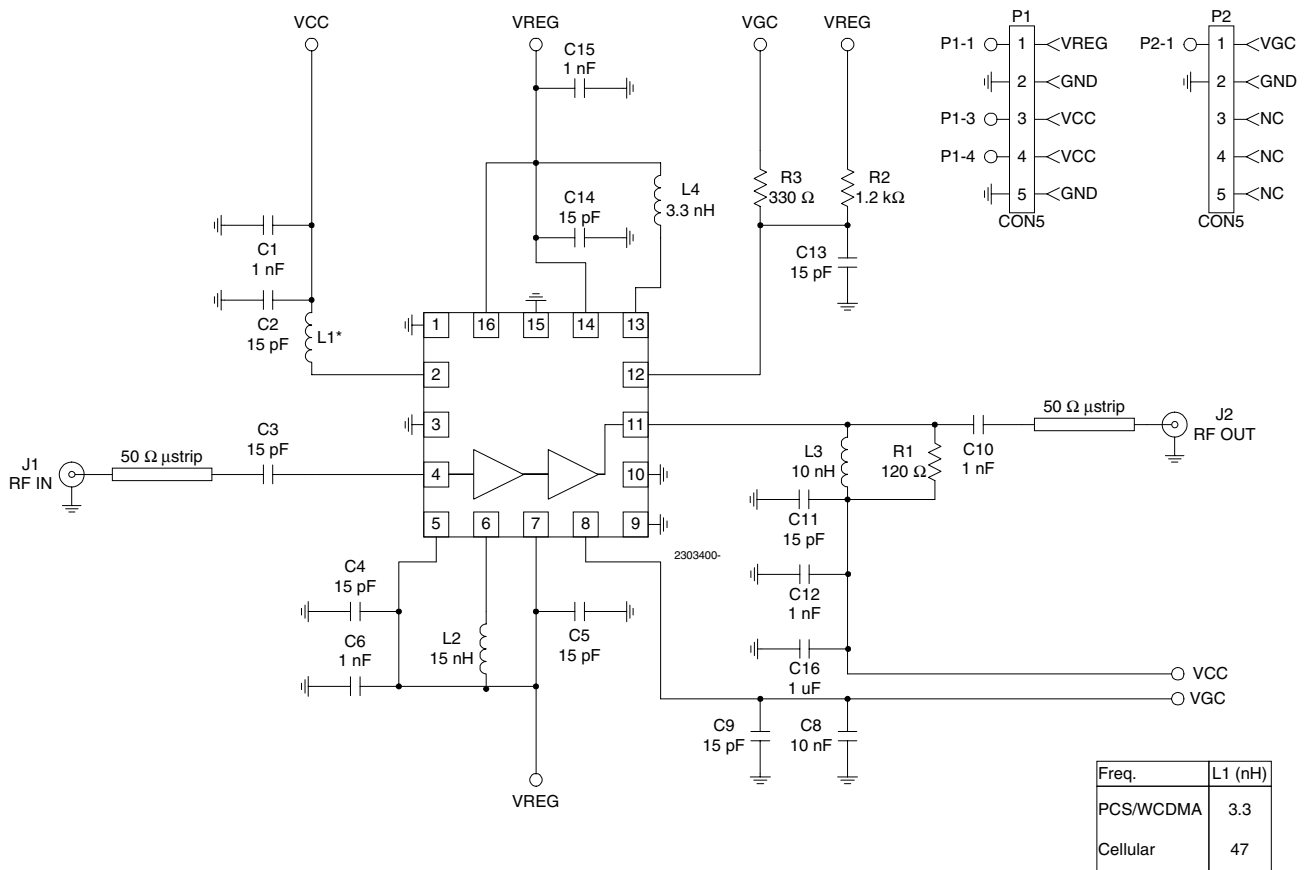 VCC
VREG
VGC
VREG
C15
1 nF
P1
P1-1
1
VREG
2
GND
P1-3
3
VCC
P1-4
4
VCC
5
GND
CON5
P2
P2-1
1
VGC
2
GND
3
NC
4
NC
5
NC
CON5
C14
15 pF
L4
3.3 nH
R3
330 Ω
R2
1.2 kΩ
C13
15 pF
C1
1 nF
C2
15 pF
L1*
1
16
15
14
13
2
12
3
11
4
10
5
6
7
8
9
J1
RF IN
50 Ω µstrip
C3
15 pF
L3
10 nH
R1
120 Ω
C10
1 nF
50 Ω µstrip
J2
RF OUT
2303400-
C11
15 pF
C12
1 nF
C16
1 uF
C4
15 pF
C6
1 nF
L2
15 nH
C5
15 pF
VCC
VGC
C9
15 pF
C8
10 nF
VREG
Freq. L1 (nH)
PCS/WCDMA 3.3
Cellular 47